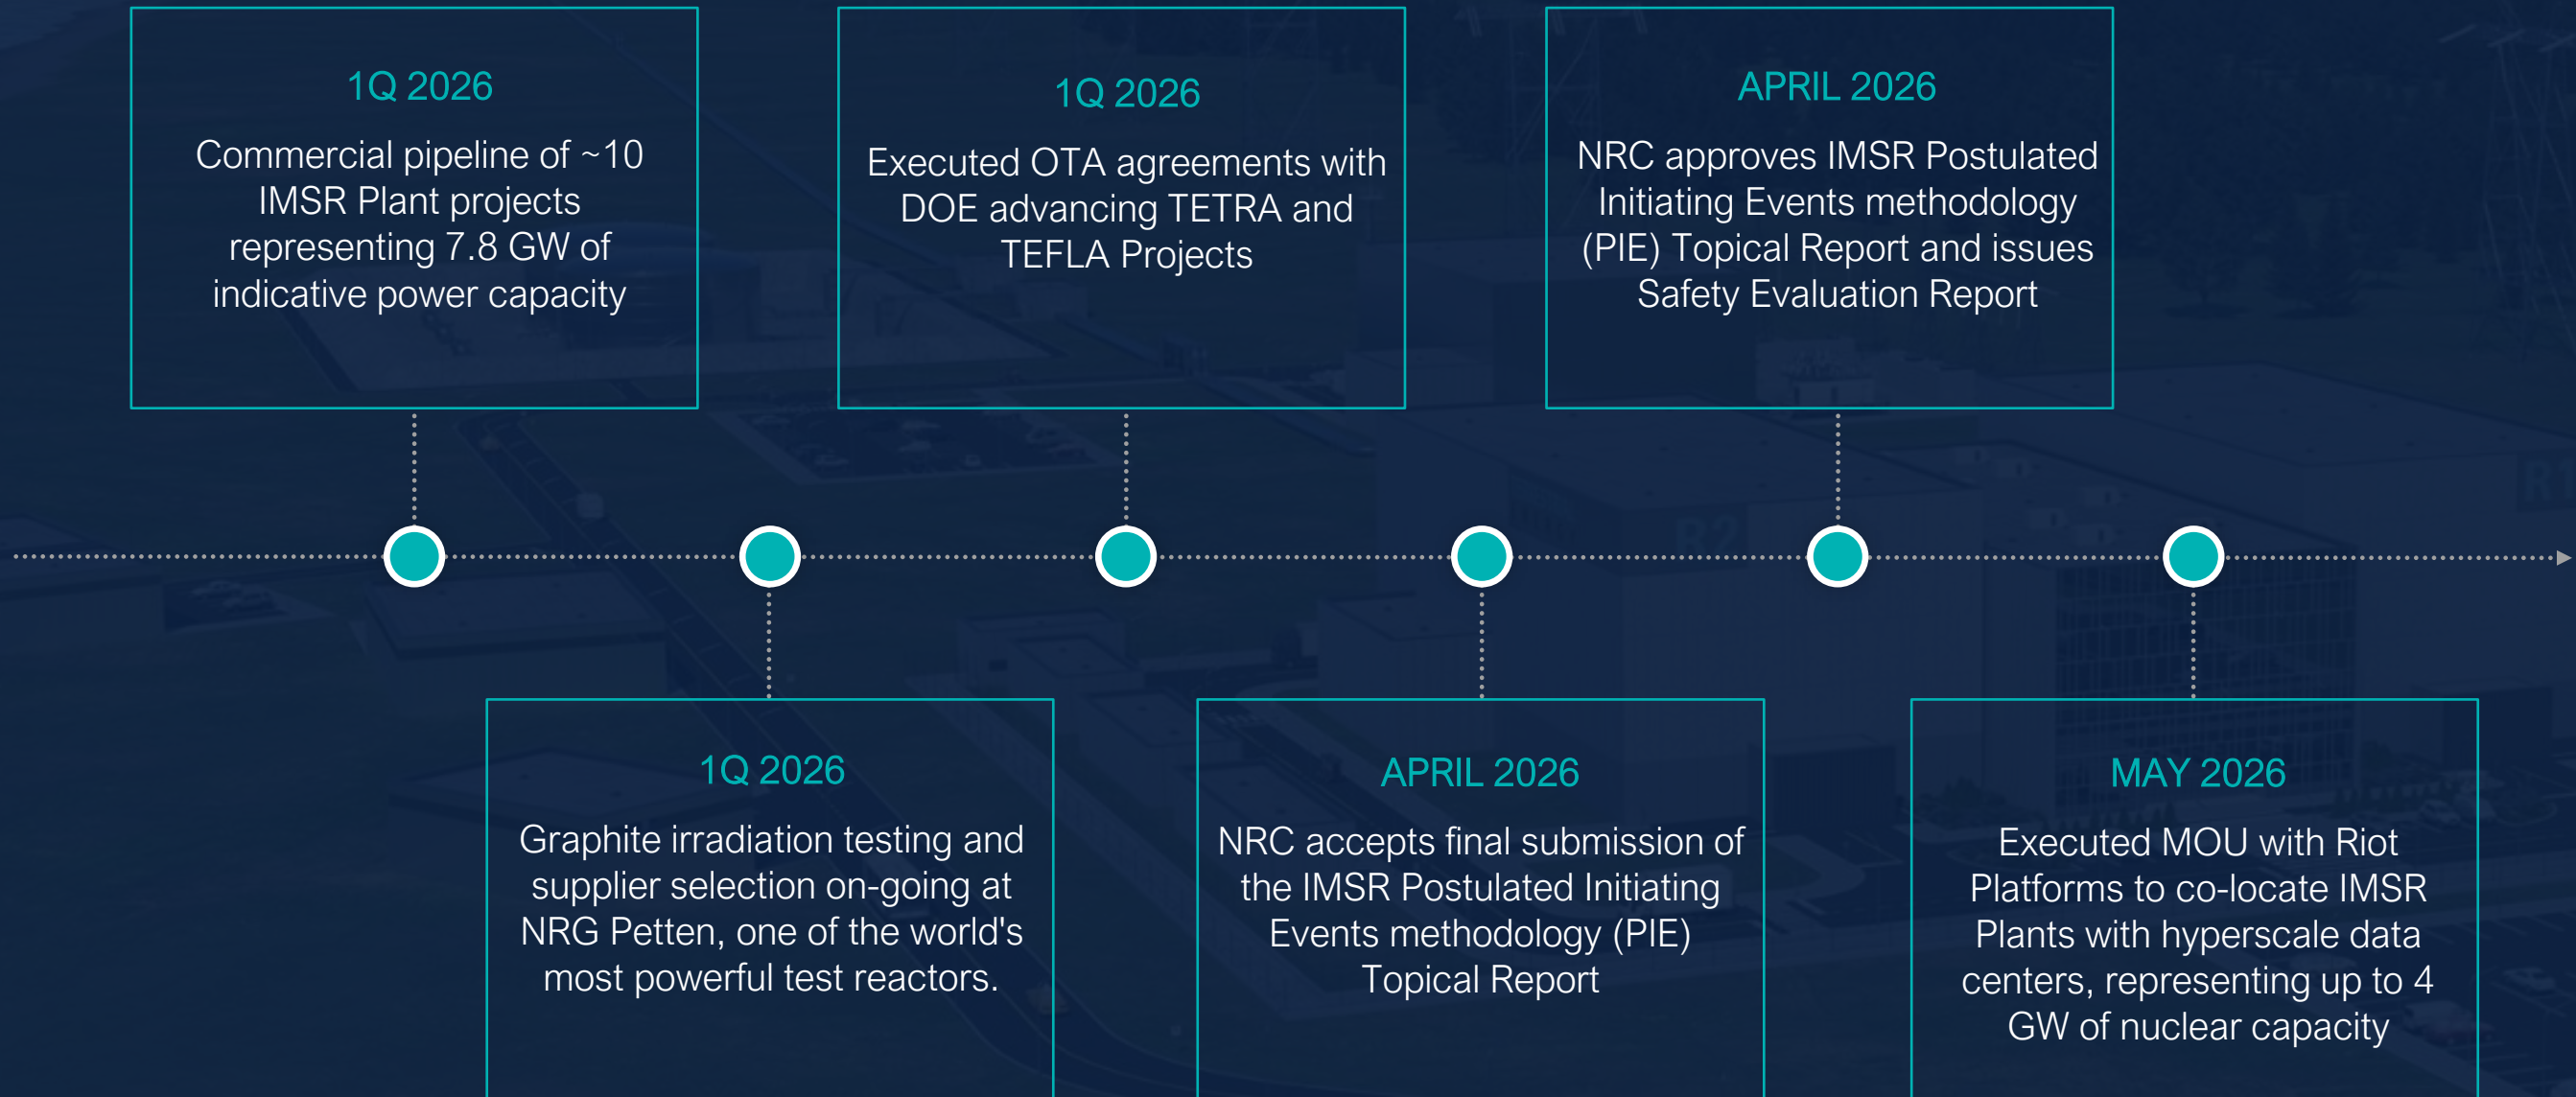 1Q 2026
Commercial pipeline of ~10
IMSR Plant projects
representing 7.8 GW of
indicative power capacity
1Q 2026
Graphite irradiation testing and
supplier selection on-going at
NRG Petten, one of the world's
most powerful test reactors.
1Q 2026
Executed OTA agreements with
DOE advancing TETRA and
TEFLA Projects
APRIL 2026
NRC accepts final submission of
the IMSR Postulated Initiating
Events methodology (PIE)
Topical Report
APRIL 2026
NRC approves IMSR Postulated
Initiating Events methodology
(PIE) Topical Report and issues
Safety Evaluation Report
MAY 2026
Executed MOU with Riot
Platforms to co-locate IMSR
Plants with hyperscale data
centers, representing up to 4
GW of nuclear capacity
R2
R1